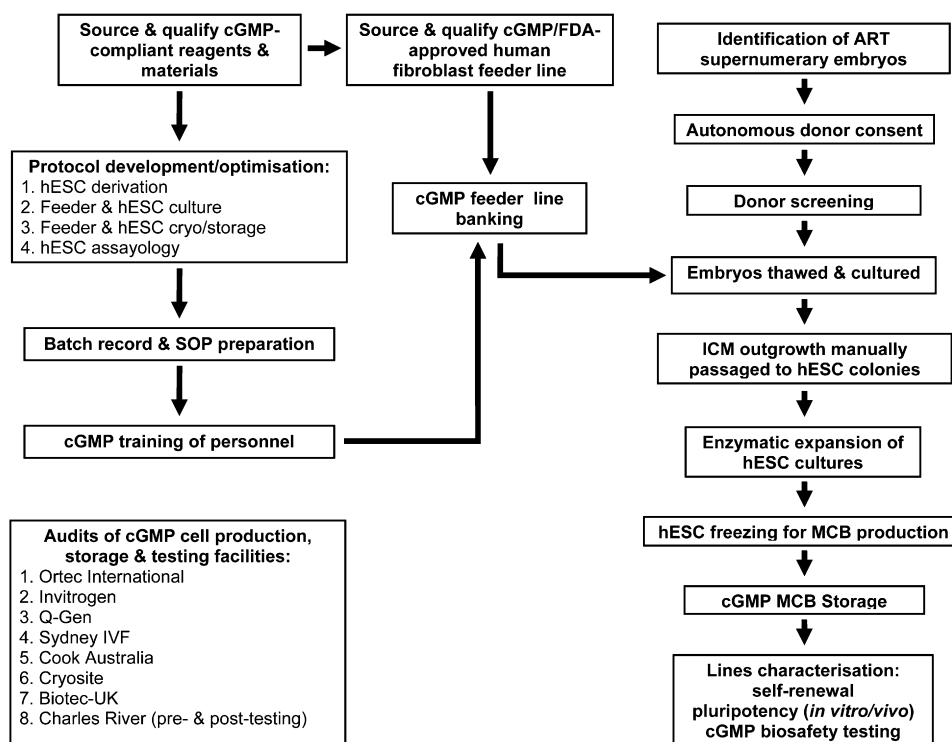 Source & qualify cGMP-
compliant reagents &
materials
Source & qualify cGMP/FDA-
approved human
fibroblast feeder line
Protocol development/optimisation:
1. hESC derivation
2. Feeder & hESC culture
3. Feeder & hESC cryo/storage
4. hESC assayology
cGMP feeder line
banking
Batch record & SOP preparation
cGMP training of personnel
Audits of cGMP cell production,
storage & testing facilities:
1. Ortec International
2. Invitrogen
3. Q-Gen
4. Sydney IVF
5. Cook Australia
6. Cryosite
7. Biotec-UK
8. Charles River (pre- & post-testing)
Identification of ART
supernumerary embryos
Autonomous donor consent
Donor screening
Embryos thawed & cultured
ICM outgrowth manually
passaged to hESC colonies
Enzymatic expansion of
hESC cultures
hESC freezing for MCB production
cGMP MCB Storage
Lines characterisation:
self-renewal
pluripotency (in vitro/vivo)
cGMP biosafety testing